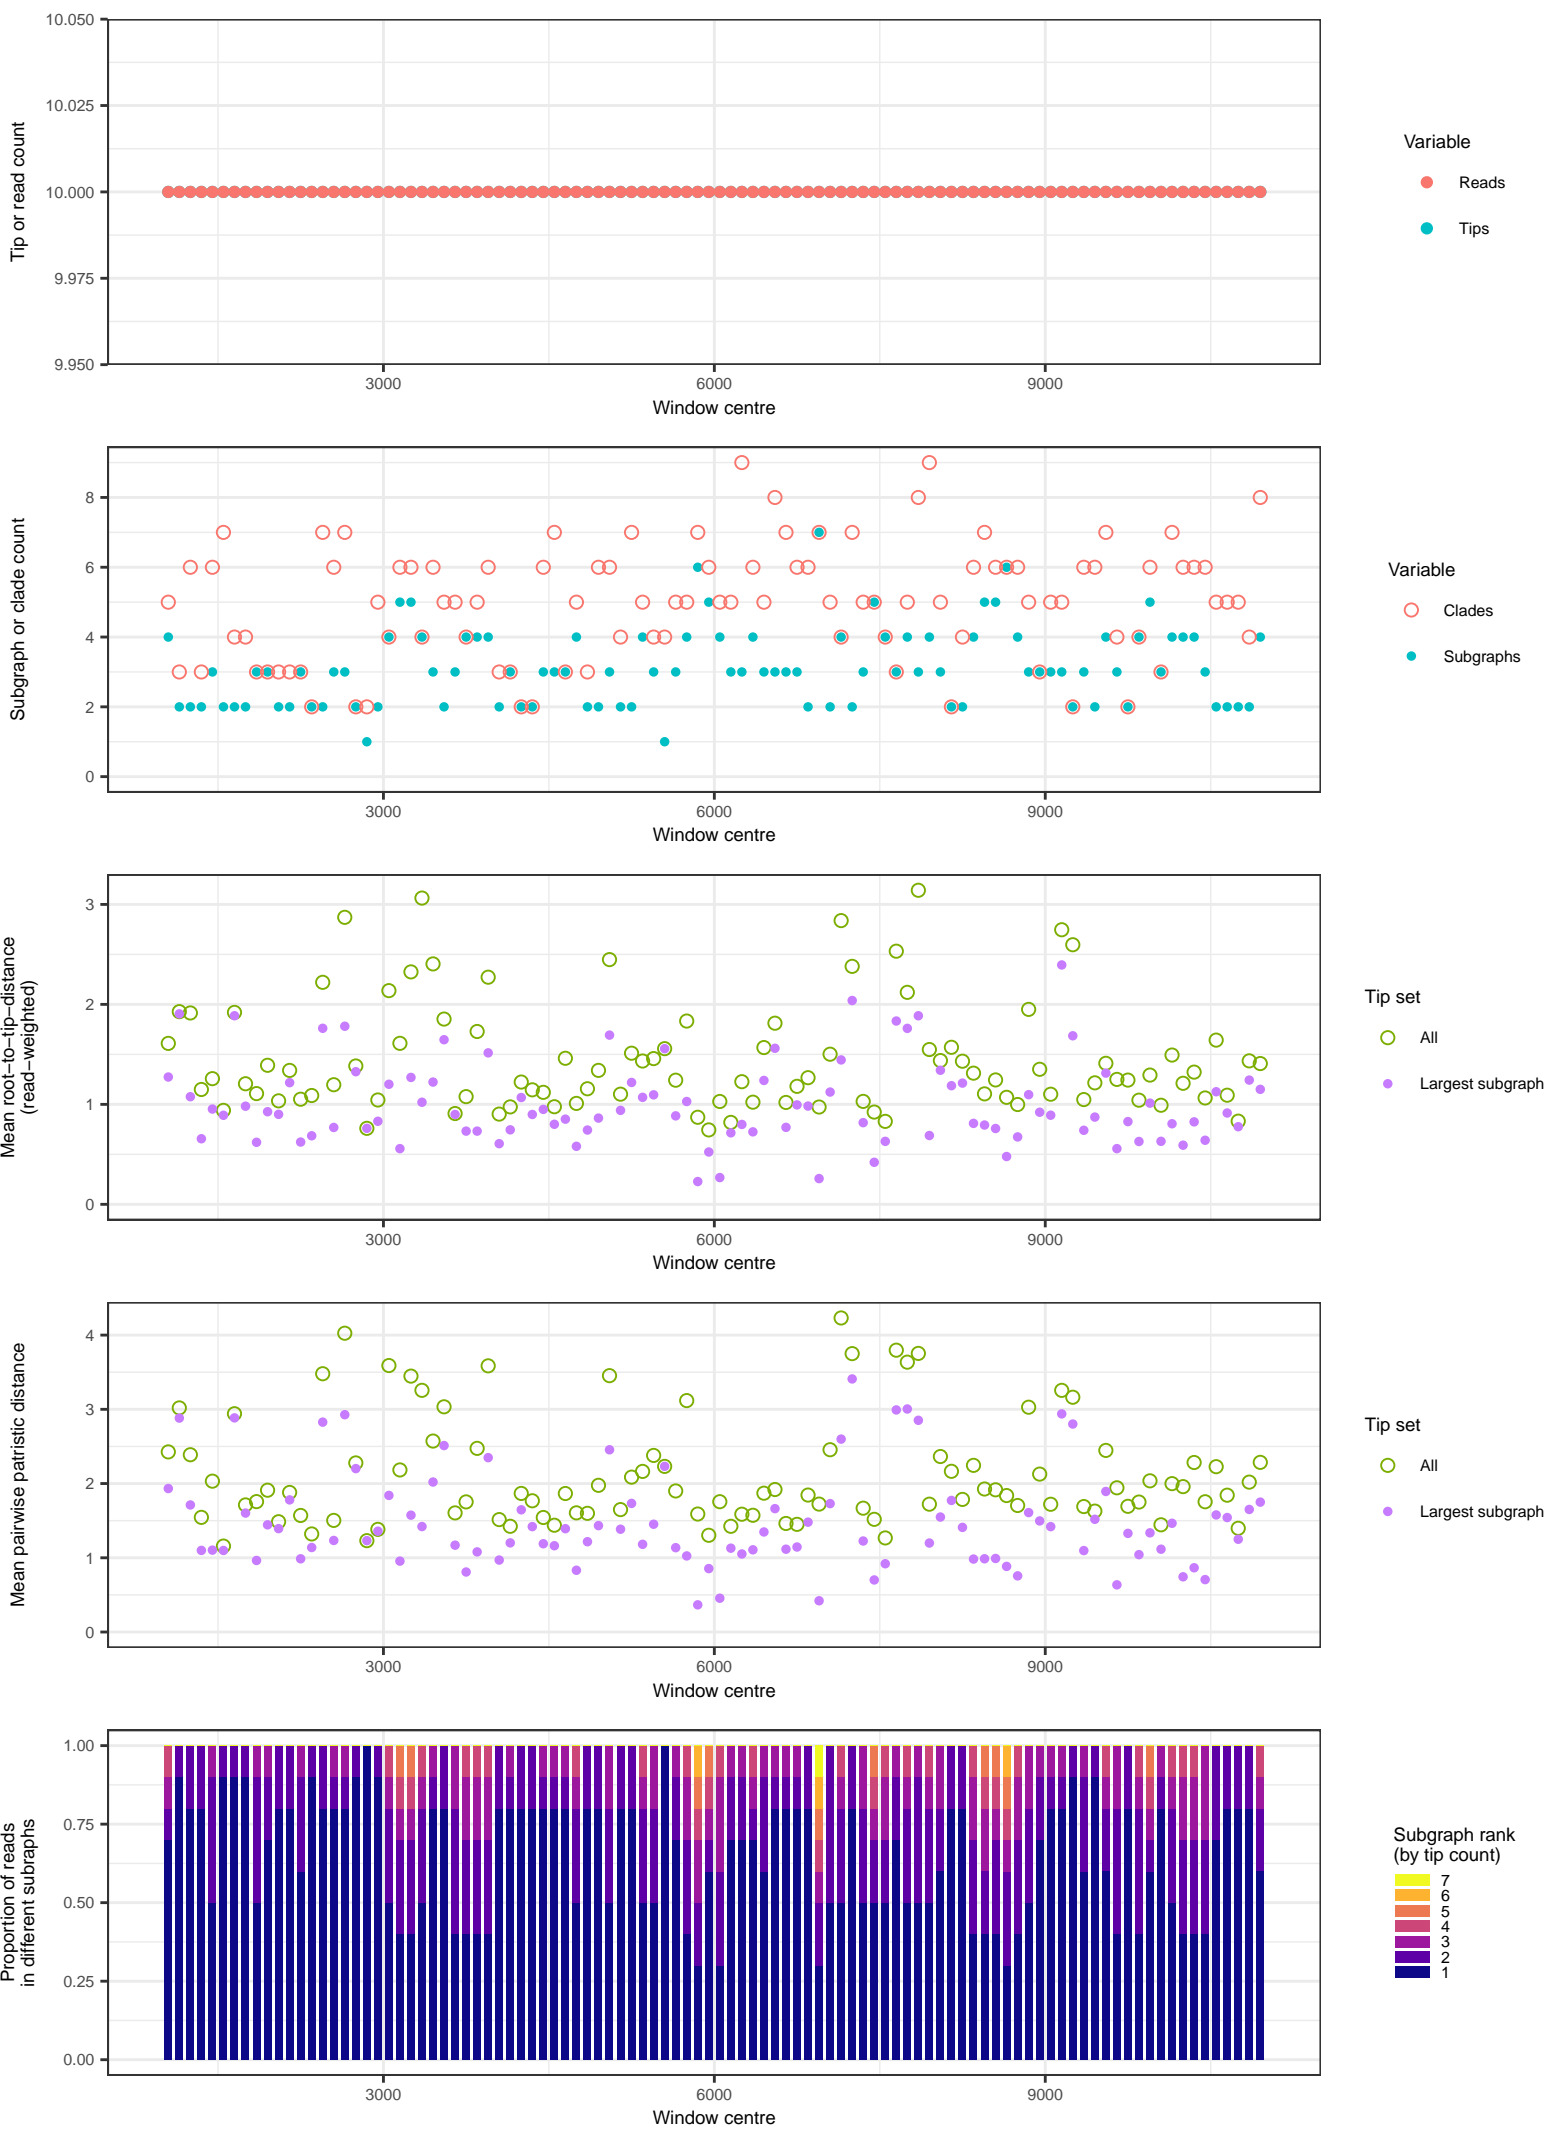 10.050
10.025
10.000
9.975
9.950
Tip or read count
3000 6000 9000
Window centre
Variable
Reads
Tips
8
6
4
2
0
Subgraph or clade count
3000 6000 9000
Window centre
Variable
Clades
Subgraphs
3
2
1
0
Mean root−to−tip−distance
(read−weighted)
3000 6000 9000
Window centre
Tip set
All
Largest subgraph
4
3
2
1
0
Mean pairwise patristic distance
3000 6000 9000
Window centre
Tip set
All
Largest subgraph
1.00
0.75
0.50
0.25
0.00
Proportion of reads
in different subraphs
3000 6000 9000
Window centre
Subgraph rank
(by tip count)
7
6
5
4
3
2
1